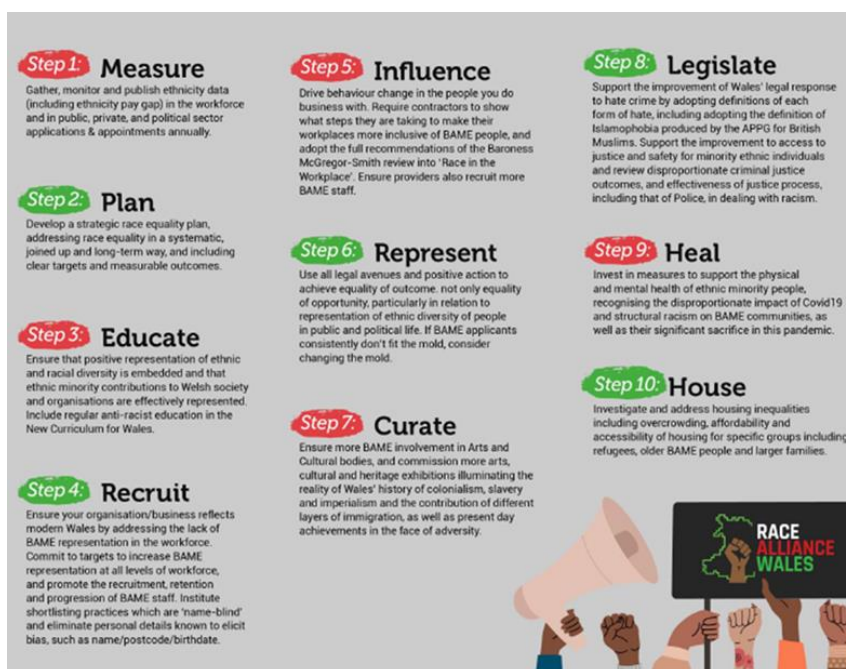 Step 1: Measure
Gather, monitor and publish ethnicity data
(including ethnicity pay gap) in the workforce
and in public, private, and political sector
applications & appointments annually.
Step 2: Plan
Develop a strategic race equality plan,
addressing race equality in a systematic,
joined up and long-term way, and including
clear targets and measurable outcomes.
Step 3: Educate
Ensure that positive representation of ethnic
and racial diversity is embedded and that
ethnic minority contributions to Welsh society
and organisations are effectively represented.
Include regular anti-racist education in the
New Curriculum for Wales.
Step 4: Recruit
Ensure your organisation/business reflects
modern Wales by addressing the lack of
BAME representation in the workforce.
Commit to targets to increase BAME
representation at all levels of workforce,
and promote the recruitment, retention
and progression of BAME staff. Institute
shortlisting practices which are 'name-blind'
and eliminate personal details known to elicit
bias, such as name/postcode/birthdate.
Step 5: Influence
Drive behaviour change in the people you do
business with. Require contractors to show
what steps they are taking to make their
workplaces more inclusive of BAME people, and
adopt the full recommendations of the Baroness
McGregor-Smith review into 'Race in the
Workplace'. Ensure providers also recruit more
BAME staff.
Step 6: Represent
Use all legal avenues and positive action to
achieve equality of outcome. not only equality
of opportunity, particularly in relation to
representation of ethnic diversity of people
in public and political life. If BAME applicants
consistently don't fit the mold, consider
changing the mold.
Step 7: Curate
Ensure more BAME involvement in Arts and
Cultural bodies, and commission more arts,
cultural and heritage exhibitions illuminating the
reality of Wales' history of colonialism, slavery
and imperialism and the contribution of different
layers of immigration, as well as present day
achievements in the face of adversity.
Step 8: Legislate
Support the improvement of Wales' legal response
to hate crime by adopting definitions of each
form of hate, including adopting the definition of
Islamophobia produced by the APPG for British
Muslims. Support the improvement to access to
justice and safety for minority ethnic individuals
and review disproportionate criminal justice
outcomes, and effectiveness of justice process,
including that of Police, in dealing with racism.
Step 9: Heal
Invest in measures to support the physical
and mental health of ethnic minority people,
recognising the disproportionate impact of Covid19
and structural racism on BAME communities, as
well as their significant sacrifice in this pandemic.
Step 10: House
Investigate and address housing inequalities
including overcrowding, affordability and
accessibility of housing for specific groups including
refugees, older BAME people and larger families.
RACE
ALLIANCE
WALES